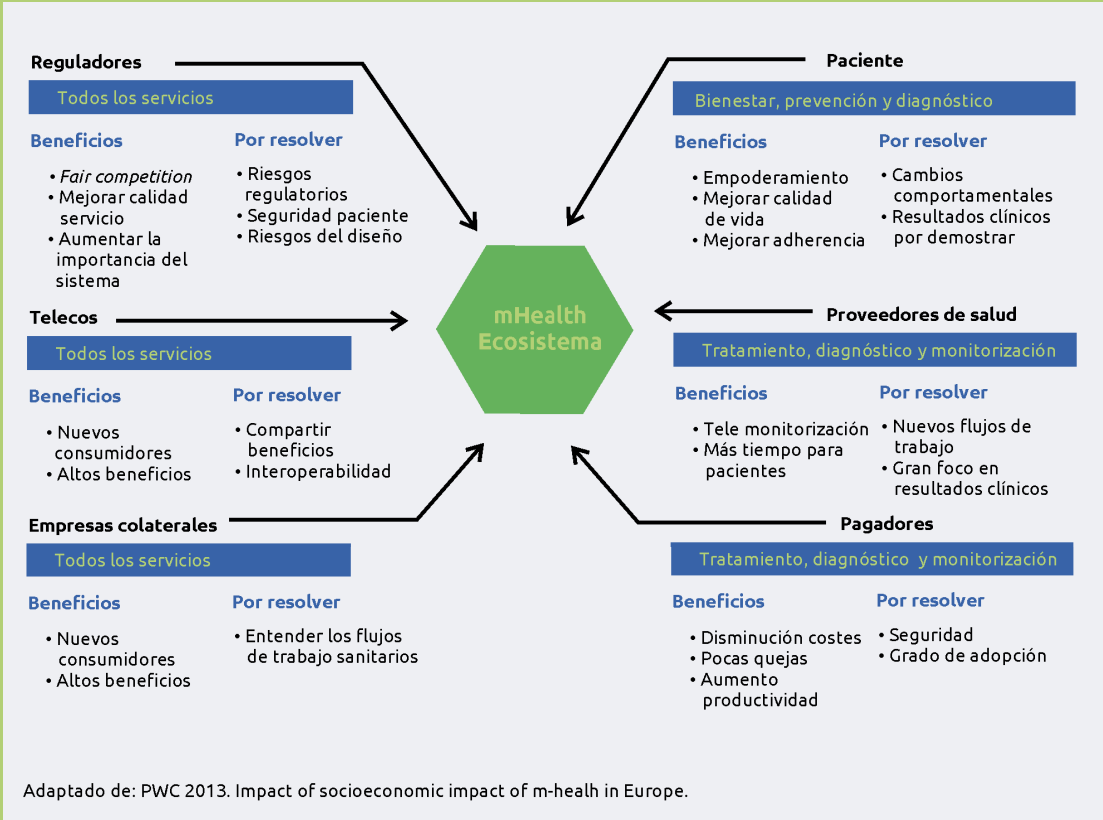 Reguladores
Todos los servicios
Beneficios
• Fair competition
• Mejorar calidad
servicio
• Aumentar la
importancia del
sistema
Por resolver
• Riesgos
regulatorios
• Seguridad paciente
• Riesgos del diseño
Telecos
Todos los servicios
Beneficios
• Nuevos
consumidores
• Altos beneficios
Por resolver
• Compartir
beneficios
• Interoperabilidad
Empresas colaterales
Todos los servicios
Beneficios
• Nuevos
consumidores
• Altos beneficios
Por resolver
• Entender los flujos
de trabajo sanitarios
mHealth
Ecosistema
Paciente
Bienestar, prevención y diagnóstico
Beneficios
• Empoderamiento
• Mejorar calidad
de vida
• Mejorar adherencia
Por resolver
• Cambios
comportamentales
• Resultados clínicos
por demostrar
Proveedores de salud
Tratamiento, diagnóstico y monitorización
Beneficios
• Tele monitorización
• Más tiempo para
pacientes
Por resolver
• Nuevos flujos de
trabajo
• Gran foco en
resultados clínicos
Pagadores
Tratamiento, diagnóstico y monitorización
Beneficios
• Disminución costes
• Pocas quejas
• Aumento
productividad
Por resolver
• Seguridad
• Grado de adopción
Adaptado de: PWC 2013. Impact of socioeconomic impact of m-healh in Europe.